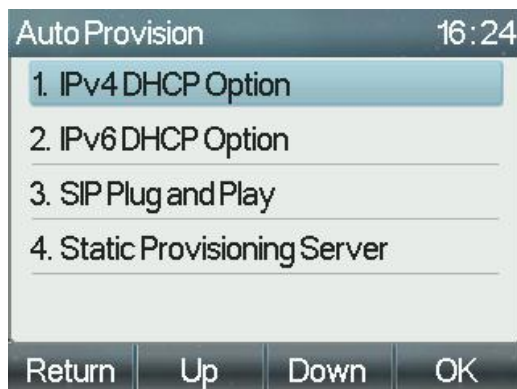 Auto Provision 16:24
1. IPv4 DHCP Option
2. IPv6 DHCP Option
3. SIP Plug and Play
4. Static Provisioning Server
Return Up Down OK